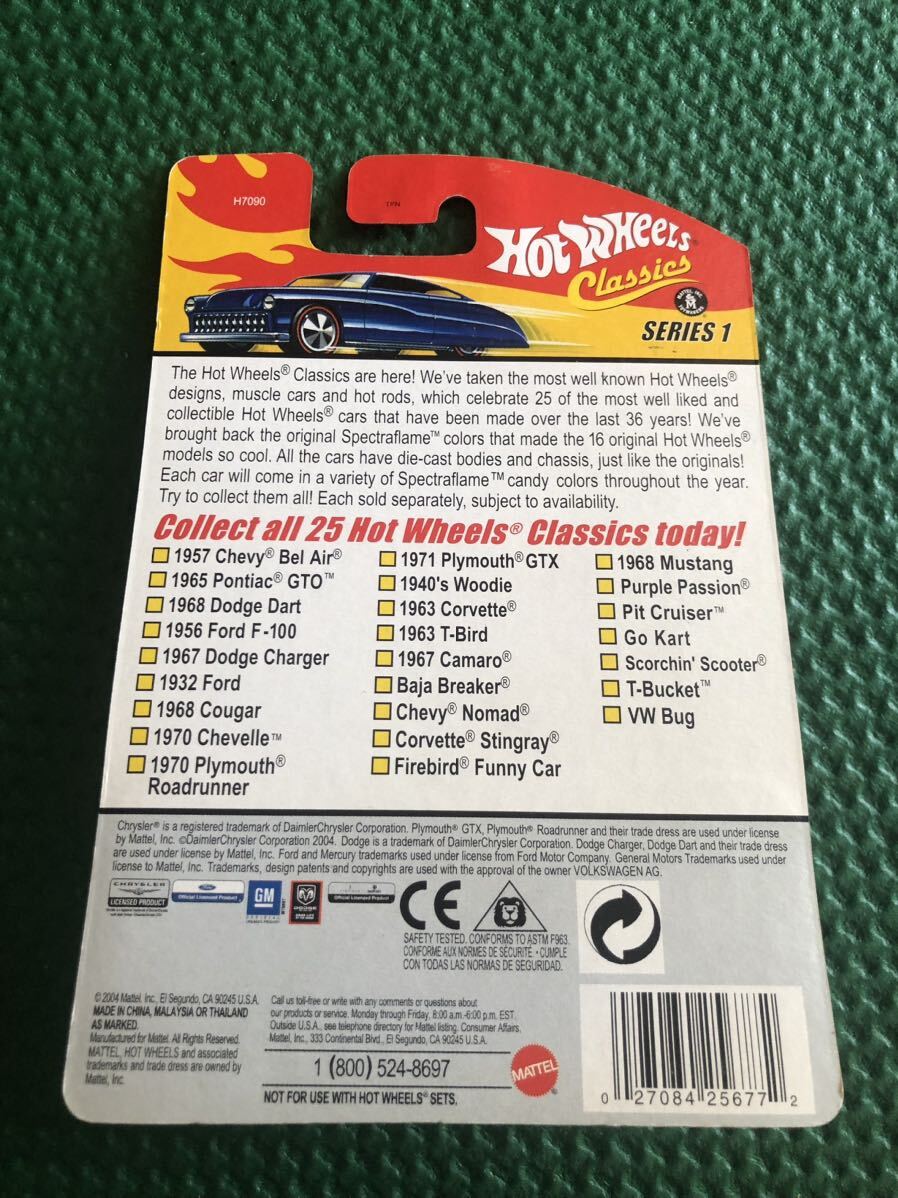 H7090
TPN
Hot Wheels
Classics
SERIES 1
The Hot Wheels® Classics are here! We've taken the most well known Hot Wheels®
designs, muscle cars and hot rods, which celebrate 25 of the most well liked and
collectible Hot Wheels® cars that have been made over the last 36 years! We've
brought back the original Spectraflame™ colors that made the 16 original Hot Wheels®
models so cool. All the cars have die-cast bodies and chassis, just like the originals!
Each car will come in a variety of Spectraflame™ candy colors throughout the year.
Try to collect them all! Each sold separately, subject to availability.
Collect all 25 Hot Wheels® Classics today!
1957 Chevy® Bel Air®
1965 Pontiac® GTO™
1968 Dodge Dart
1956 Ford F-100
1967 Dodge Charger
1932 Ford
1968 Cougar
1970 Chevelle™
1970 Plymouth®
Roadrunner
1971 Plymouth® GTX
1940's Woodie
1963 Corvette®
1963 T-Bird
1967 Camaro®
Baja Breaker®
Chevy® Nomad®
Corvette® Stingray®
Firebird® Funny Car
1968 Mustang
Purple Passion®
Pit Cruiser™
Go Kart
Scorchin' Scooter®
T-Bucket™
VW Bug
Chrysler® is a registered trademark of DaimlerChrysler Corporation. Plymouth® GTX, Plymouth® Roadrunner and their trade dress are used under license
by Mattel, Inc. ©DaimlerChrysler Corporation 2004. Dodge is a trademark of DaimlerChrysler Corporation. Dodge Charger, Dodge Dart and their trade dress
are used under license by Mattel, Inc. Ford and Mercury trademarks used under license from Ford Motor Company. General Motors Trademarks used under
license to Mattel, Inc. Trademarks, design patents and copyrights are used with the approval of the owner VOLKSWAGEN AG.
CHRYSLER
LICENSED PRODUCT
Ford
Official Licensed Product
GM
OFFICIAL
DODGE
Official Licensed Product
CE
SAFETY TESTED. CONFORMS TO ASTM F963.
CONFORME AUX NORMES DE SÉCURITÉ. • CUMPLE
CON TODAS LAS NORMAS DE SEGURIDAD.
© 2004 Mattel, Inc., El Segundo, CA 90245 U.S.A.
MADE IN CHINA, MALAYSIA OR THAILAND
AS MARKED.
Manufactured for Mattel. All Rights Reserved.
MATTEL, HOT WHEELS and associated
trademarks and trade dress are owned by
Mattel, Inc.
Call us toll-free or write with any comments or questions about
our products or service. Monday through Friday, 8:00 a.m.-6:00 p.m. EST.
Outside U.S.A., see telephone directory for Mattel listing. Consumer Affairs,
Mattel, Inc., 333 Continental Blvd., El Segundo, CA 90245 U.S.A.
1 (800) 524-8697
NOT FOR USE WITH HOT WHEELS® SETS.
MATTEL®
0 27084 25677 2